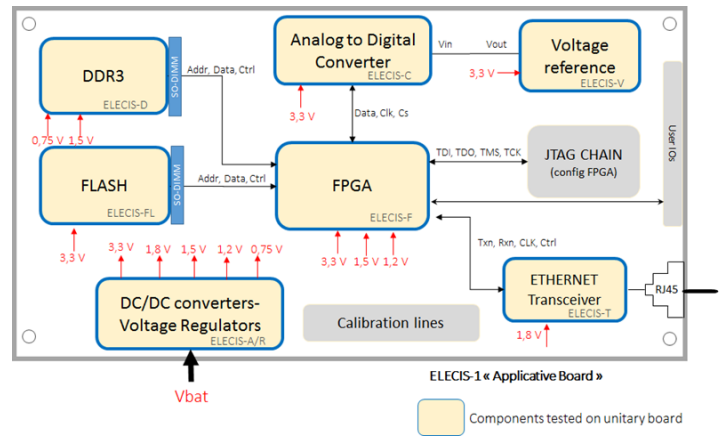 DDR3
ELECIS-D
SO-DIMM
0,75 V
1,5 V
Addr, Data, Ctrl
Analog to Digital
Converter
ELECIS-C
3,3 V
Vin
Vout
Voltage
reference
ELECIS-V
3,3 V
Data, Clk, Cs
User IOs
FLASH
ELECIS-FL
SO-DIMM
3,3 V
Addr, Data, Ctrl
FPGA
ELECIS-F
3,3 V
1,5 V
1,2 V
TDI, TDO, TMS, TCK
JTAG CHAIN
(config FPGA)
Txn, Rxn, CLK, Ctrl
3,3 V
1,8 V
1,5 V
1,2 V
0,75 V
DC/DC converters-
Voltage Regulators
ELECIS-A/R
Vbat
Calibration lines
ETHERNET
Transceiver
ELECIS-T
1,8 V
RJ45
ELECIS-1 « Applicative Board »
Components tested on unitary board